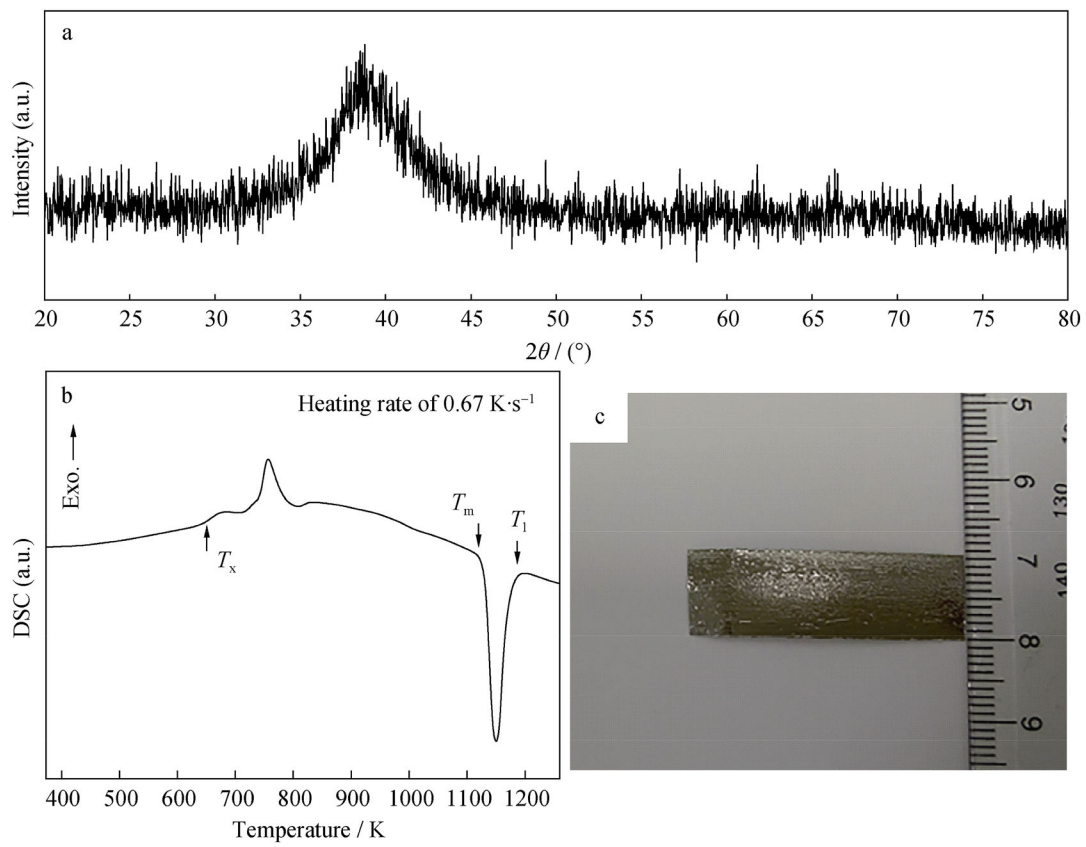 a
Intensity (a.u.)
20 25 30 35 40 45 50 55 60 65 70 75 80
2θ / (°)
b
Heating rate of 0.67 K·s⁻¹
Exo.
Tₓ
Tₘ
Tₗ
DSC (a.u.)
400 500 600 700 800 900 1000 1100 1200
Temperature / K
c
5
6
7
8
9
130
140